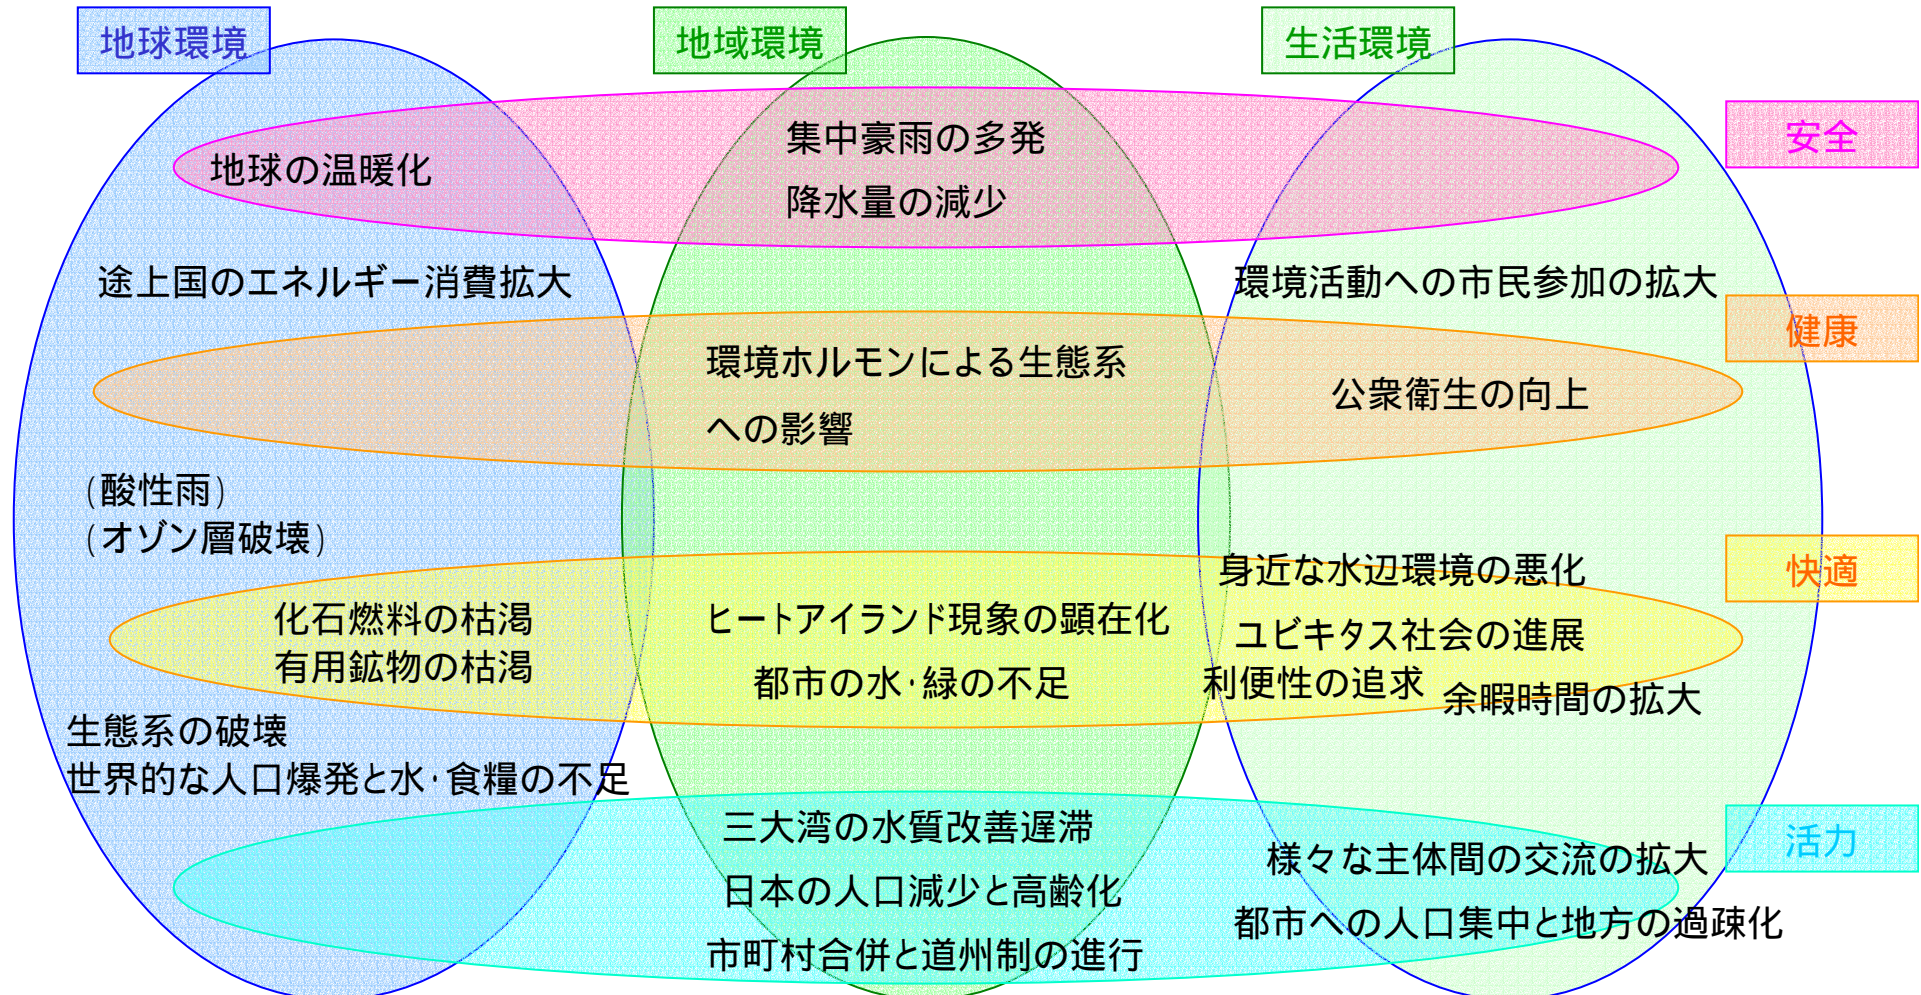 地球環境
地域環境
生活環境
安全
地球の温暖化
集中豪雨の多発
降水量の減少
途上国のエネルギー消費拡大
環境活動への市民参加の拡大
健康
環境ホルモンによる生態系
への影響
公衆衛生の向上
(酸性雨)
(オゾン層破壊)
快適
化石燃料の枯渇
有用鉱物の枯渇
ヒートアイランド現象の顕在化
都市の水・緑の不足
身近な水辺環境の悪化
ユビキタス社会の進展
利便性の追求
余暇時間の拡大
生態系の破壊
世界的な人口爆発と水・食糧の不足
活力
三大湾の水質改善遅滞
日本の人口減少と高齢化
市町村合併と道州制の進行
様々な主体間の交流の拡大
都市への人口集中と地方の過疎化